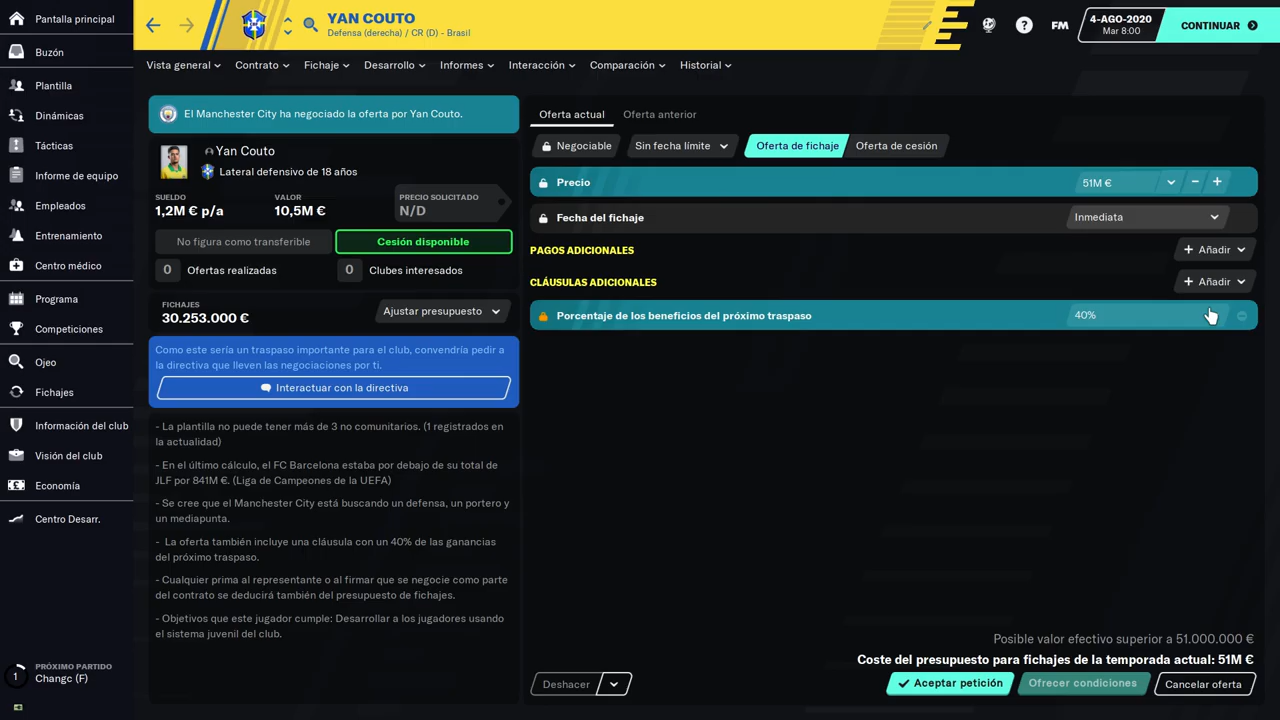 Pantalla principal
Buzón
Plantilla
Dinámicas
Tácticas
Informe de equipo
Empleados
Entrenamiento
Centro médico
Programa
Competiciones
Ojeo
Fichajes
Información del club
Visión del club
Economía
Centro Desarr.
PRÓXIMO PARTIDO
1
Change (F)
YAN COUTO
Defensa (derecha) / CR (D) - Brasil
FM
4-AGO-2020
Mar 8:00
CONTINUAR
Vista general
Contrato
Fichaje
Desarrollo
Informes
Interacción
Comparación
Historial
El Manchester City ha negociado la oferta por Yan Couto.
Yan Couto
Lateral defensivo de 18 años
SUELDO
1,2M € p/a
VALOR
10,5M €
PRECIO SOLICITADO
N/D
No figura como transferible
Cesión disponible
0 Ofertas realizadas
0 Clubes interesados
FICHAJES
30.253.000 €
Ajustar presupuesto
Como este sería un traspaso importante para el club, convendría pedir a
la directiva que lleven las negociaciones por ti.
Interactuar con la directiva
- La plantilla no puede tener más de 3 no comunitarios. (1 registrados en
la actualidad)
- En el último cálculo, el FC Barcelona estaba por debajo de su total de
JLF por 841M €. (Liga de Campeones de la UEFA)
- Se cree que el Manchester City está buscando un defensa, un portero y
un mediapunta.
- La oferta también incluye una cláusula con un 40% de las ganancias
del próximo traspaso.
- Cualquier prima al representante o al firmar que se negocie como parte
del contrato se deducirá también del presupuesto de fichajes.
- Objetivos que este jugador cumple: Desarrollar a los jugadores usando
el sistema juvenil del club.
Oferta actual
Oferta anterior
Negociable
Sin fecha límite
Oferta de fichaje
Oferta de cesión
Precio
51M €
Fecha del fichaje
Inmediata
PAGOS ADICIONALES
+ Añadir
CLÁUSULAS ADICIONALES
+ Añadir
Porcentaje de los beneficios del próximo traspaso
40%
Posible valor efectivo superior a 51.000.000 €
Coste del presupuesto para fichajes de la temporada actual: 51M €
Deshacer
Aceptar petición
Ofrecer condiciones
Cancelar oferta